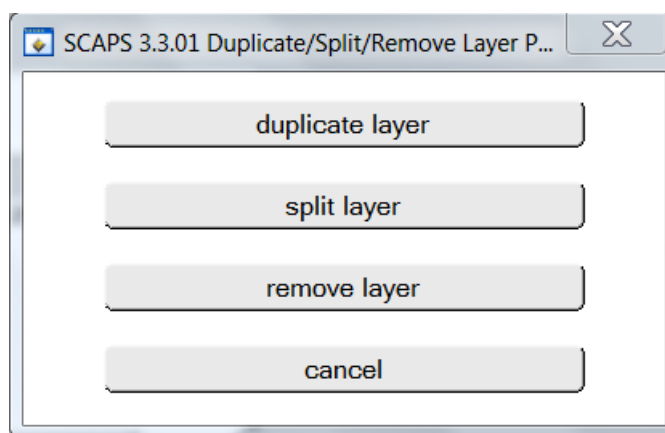 SCAPS 3.3.01 Duplicate/Split/Remove Layer P...
duplicate layer
split layer
remove layer
cancel